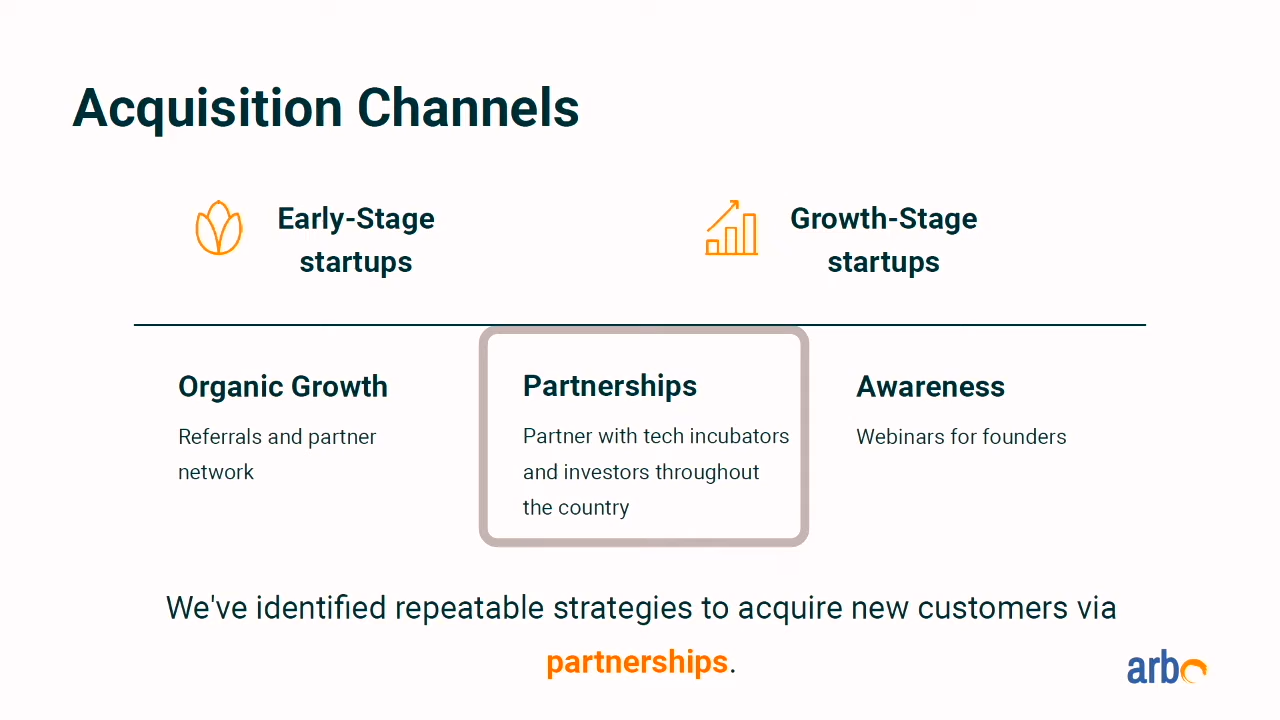 Acquisition Channels
Early-Stage
startups
Growth-Stage
startups
Organic Growth
Referrals and partner
network
Partnerships
Partner with tech incubators
and investors throughout
the country
Awareness
Webinars for founders
We've identified repeatable strategies to acquire new customers via
partnerships.
arbo